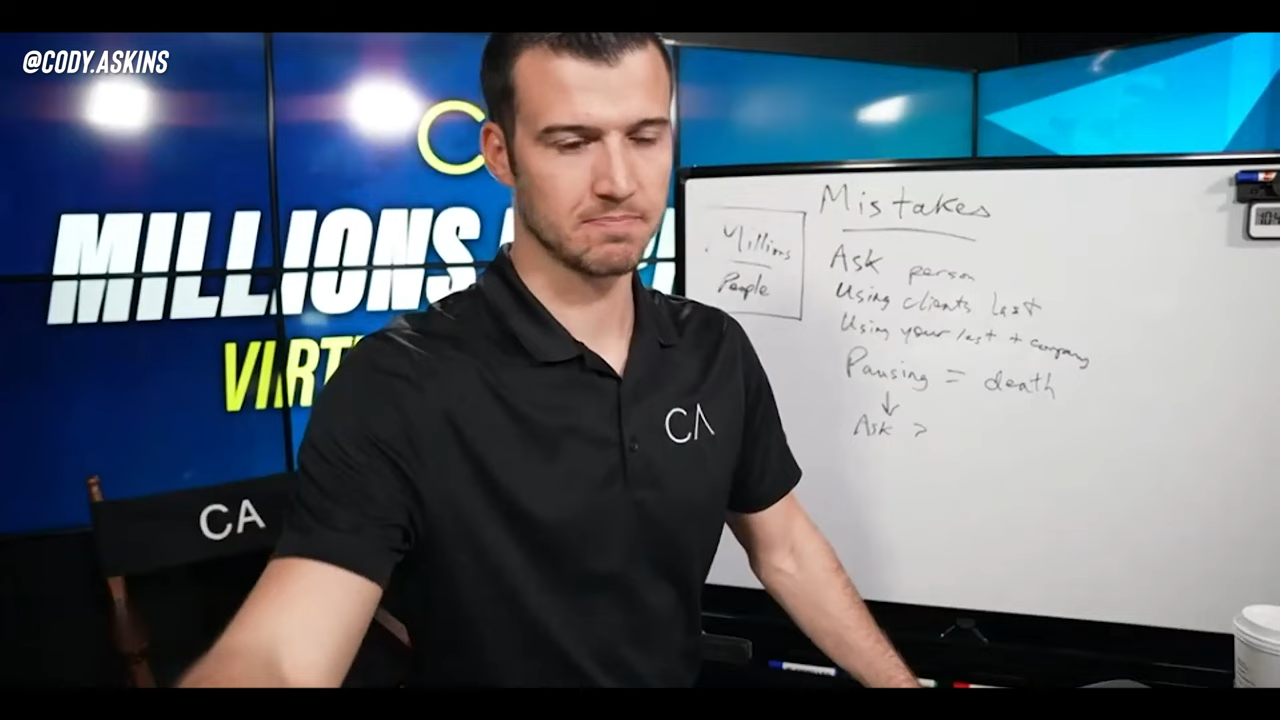 @CODY.ASKINS
C
MILLIONS
VIRT
CA
CA
Millions
People
Mistakes
Ask person
Using clients last
Using your last + company
Pausing = death
↓
Ask >